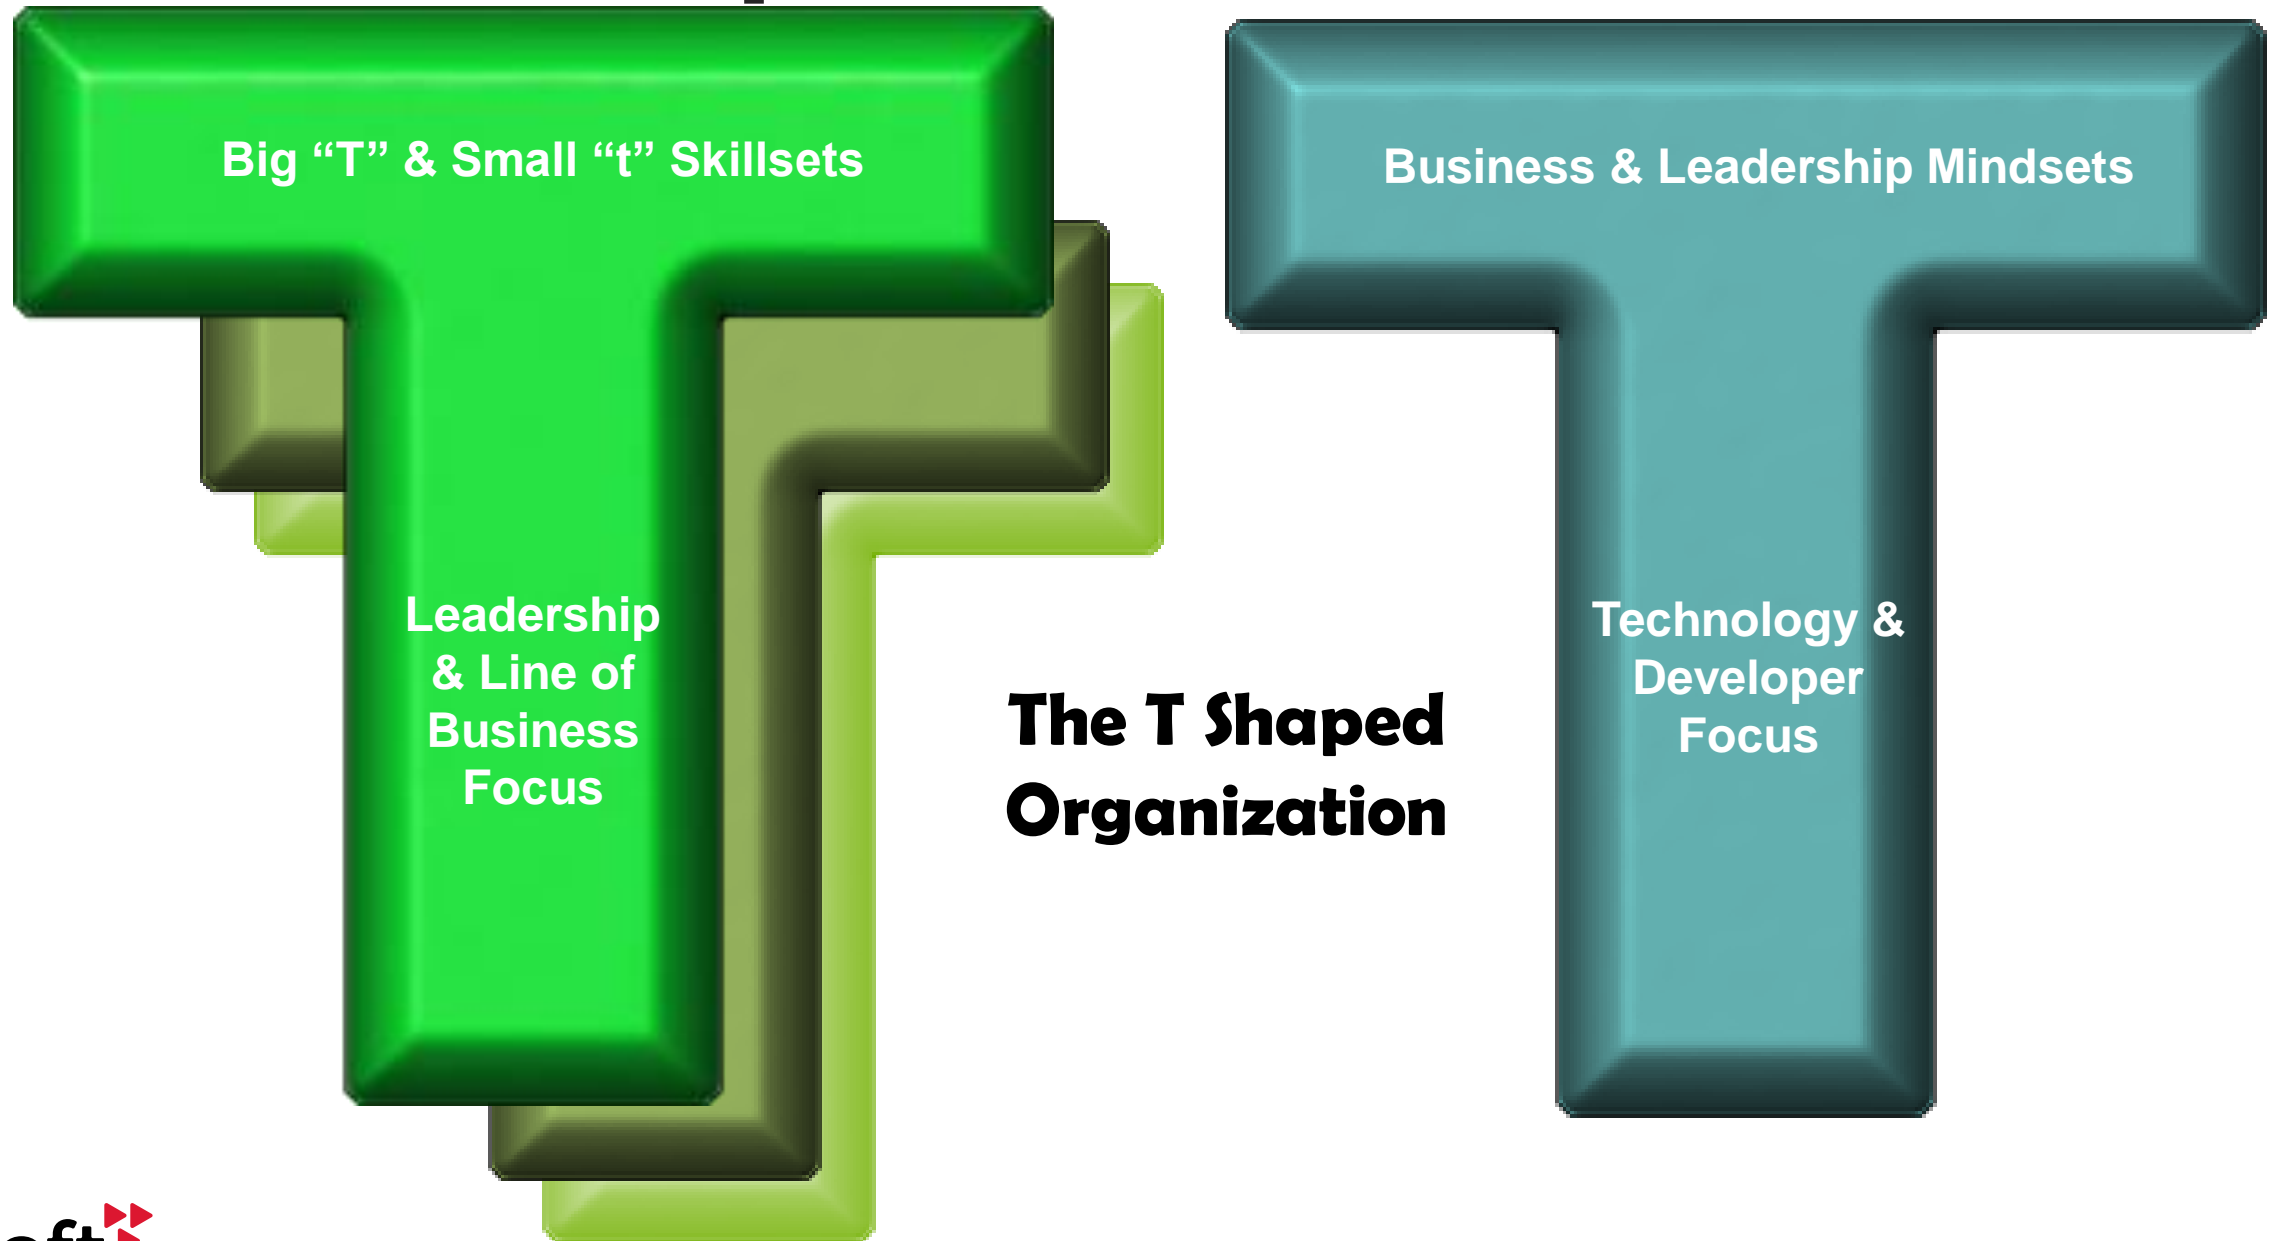 Big “T” & Small “t” Skillsets
Business & Leadership Mindsets
Leadership
& Line of
Business
Focus
Technology &
Developer
Focus
The T Shaped
Organization